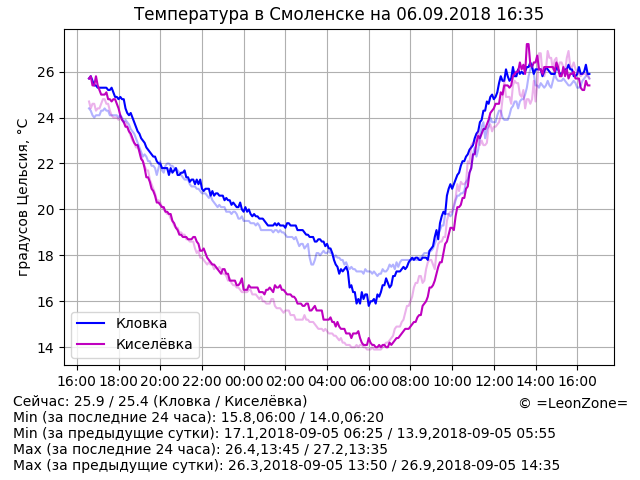 Температура в Смоленске на 06.09.2018 16:35
градусов Цельсия, °C
26
24
22
20
18
16
14
Кловка
Киселёвка
16:00 18:00 20:00 22:00 00:00 02:00 04:00 06:00 08:00 10:00 12:00 14:00 16:00
Сейчас: 25.9 / 25.4 (Кловка / Киселёвка)
© =LeonZone=
Min (за последние 24 часа): 15.8,06:00 / 14.0,06:20
Min (за предыдущие сутки): 17.1,2018-09-05 06:25 / 13.9,2018-09-05 05:55
Max (за последние 24 часа): 26.4,13:45 / 27.2,13:35
Max (за предыдущие сутки): 26.3,2018-09-05 13:50 / 26.9,2018-09-05 14:35